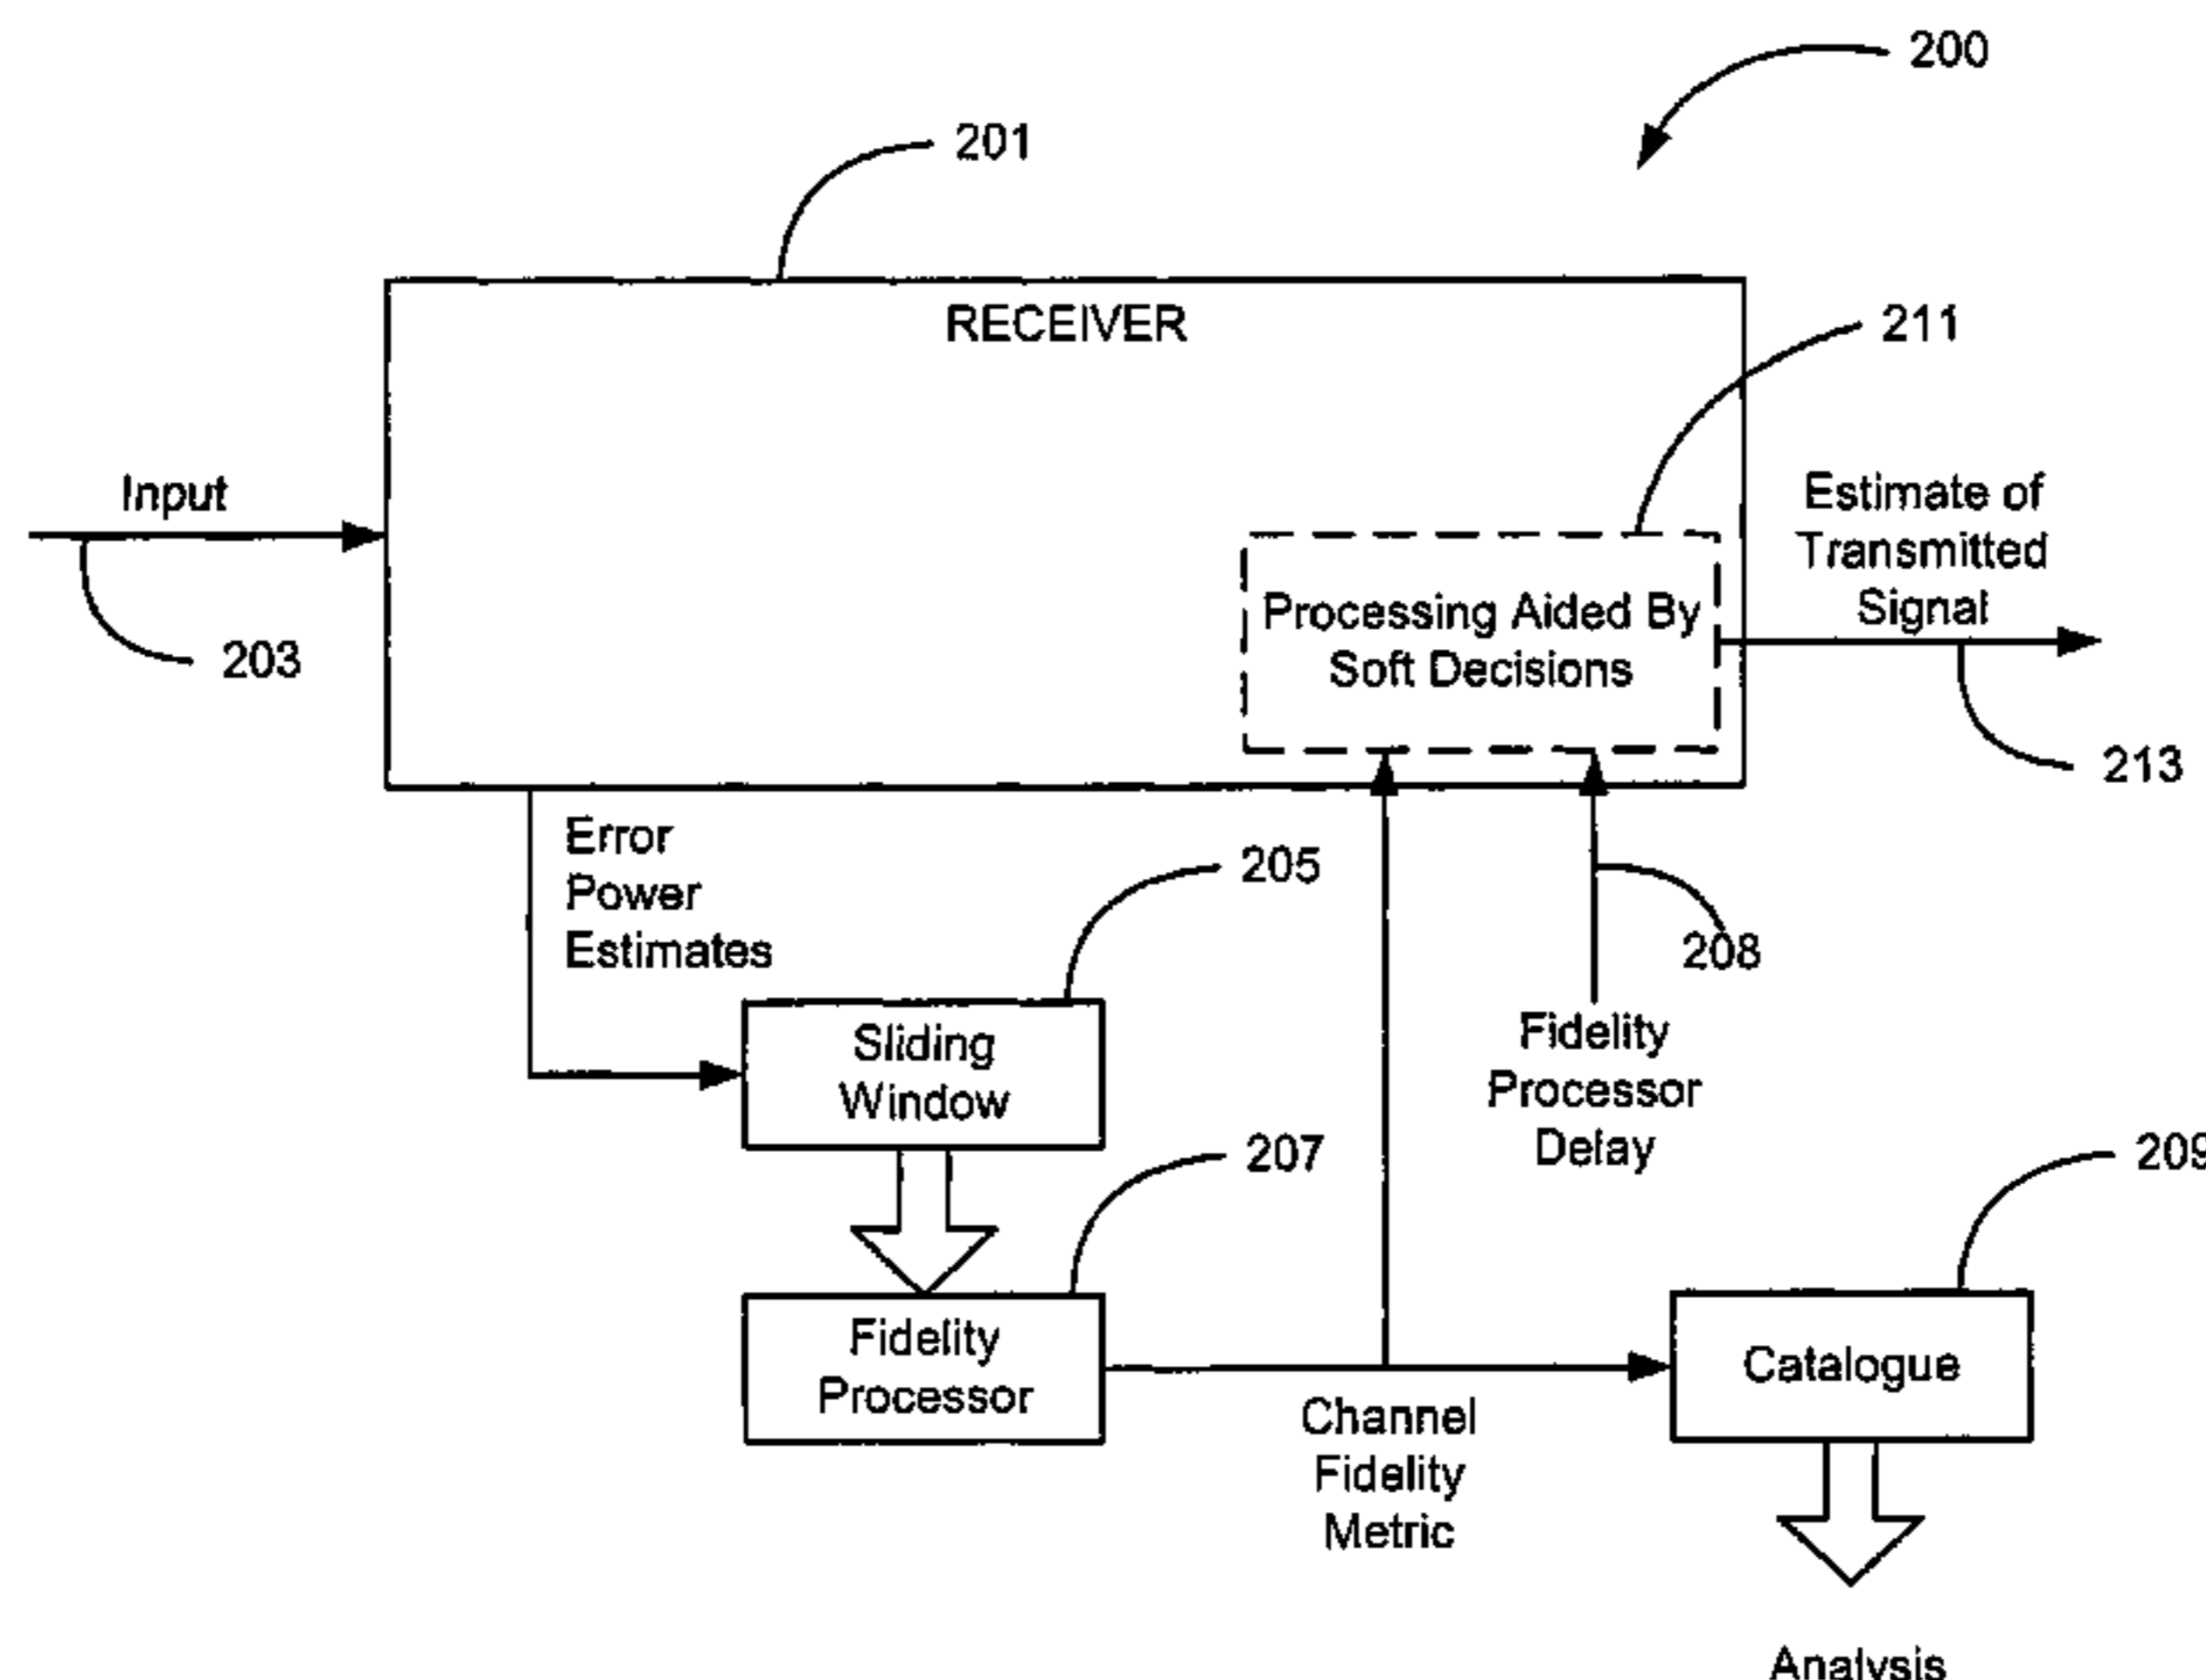 200
201
RECEIVER
211
Input
203
Estimate of
Transmitted
Signal
Processing Aided By
Soft Decisions
213
Error
Power
Estimates
205
208
Sliding
Window
Fidelity
Processor
Delay
207
209
Fidelity
Processor
Catalogue
Channel
Fidelity
Metric
Analysis